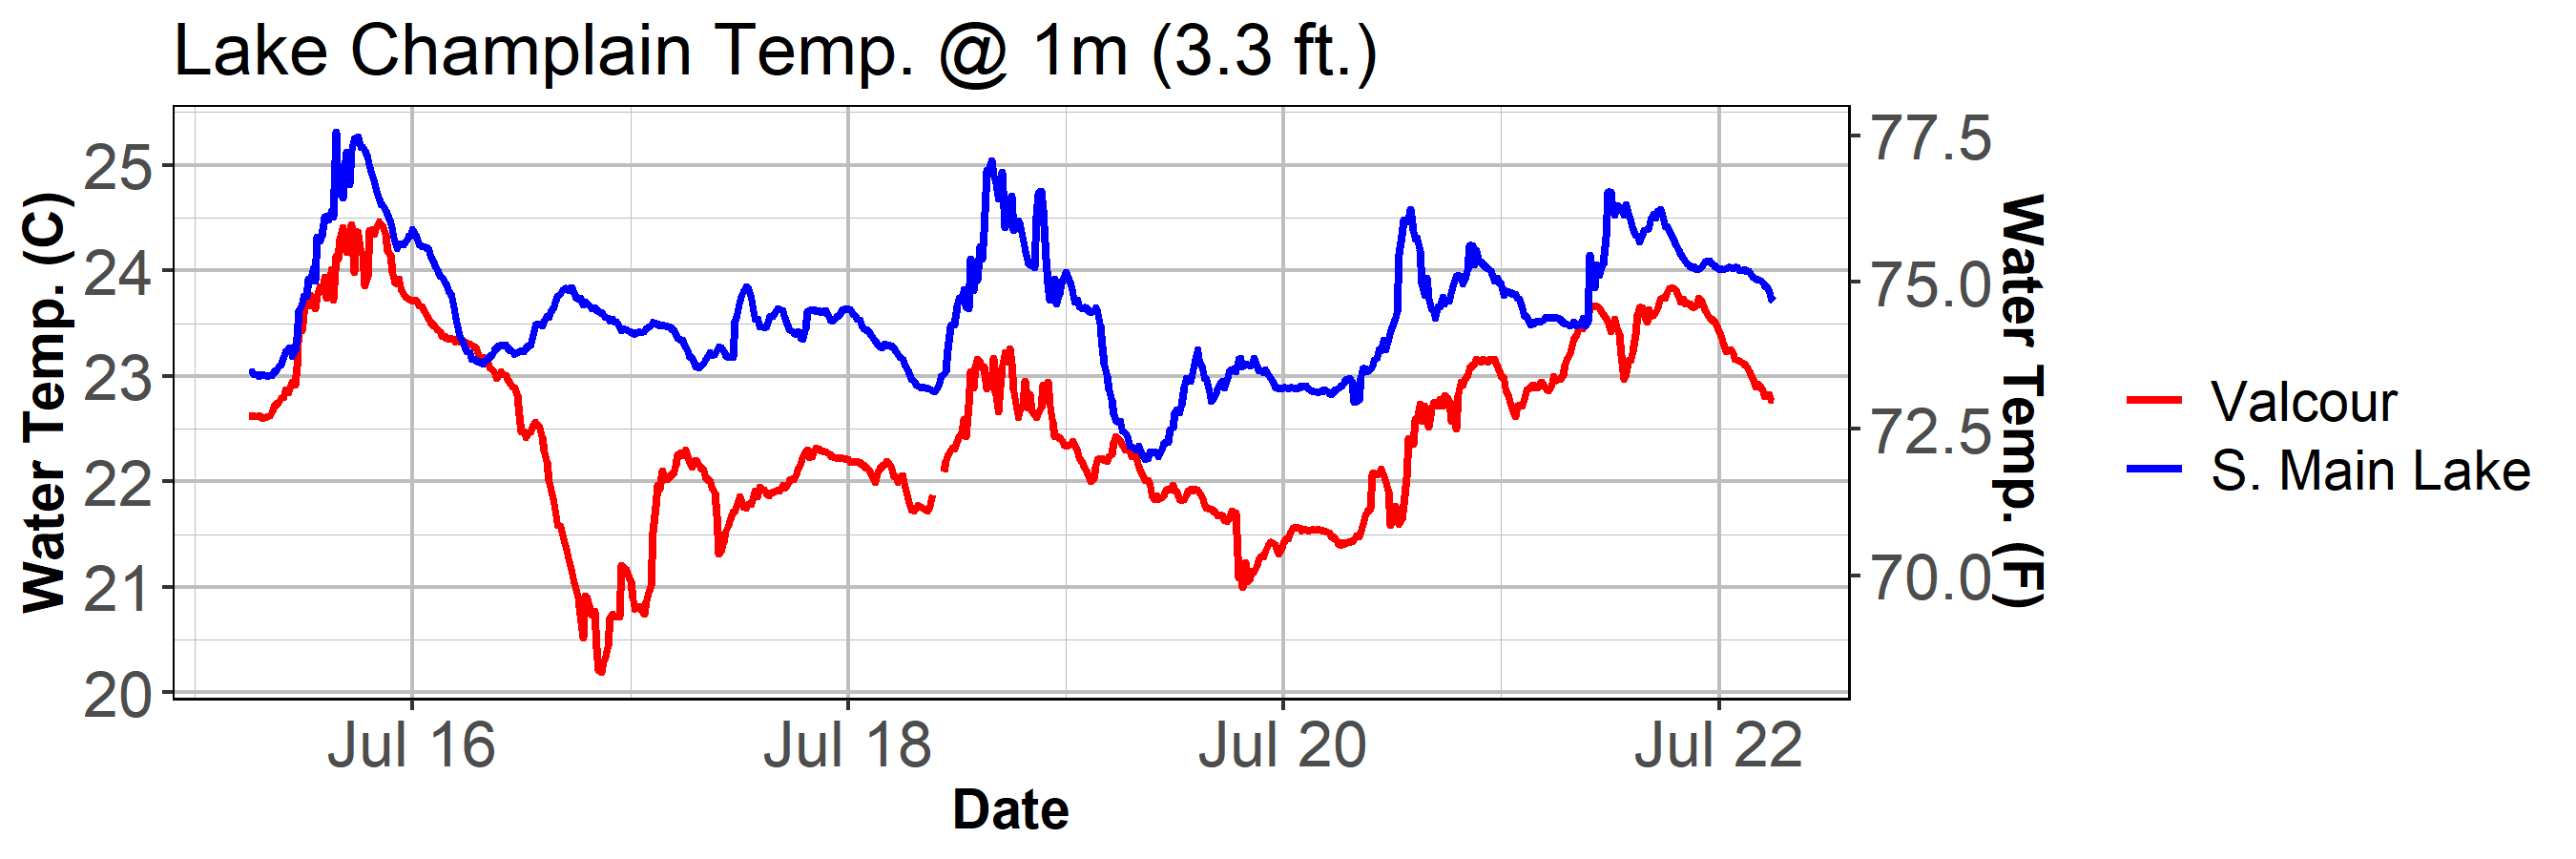 Lake Champlain Temp. @ 1m (3.3 ft.)
Water Temp. (C)
25
24
23
22
21
20
77.5
75.0
72.5
70.0
Water Temp. (F)
Jul 16
Jul 18
Jul 20
Jul 22
Date
Valcour
S. Main Lake